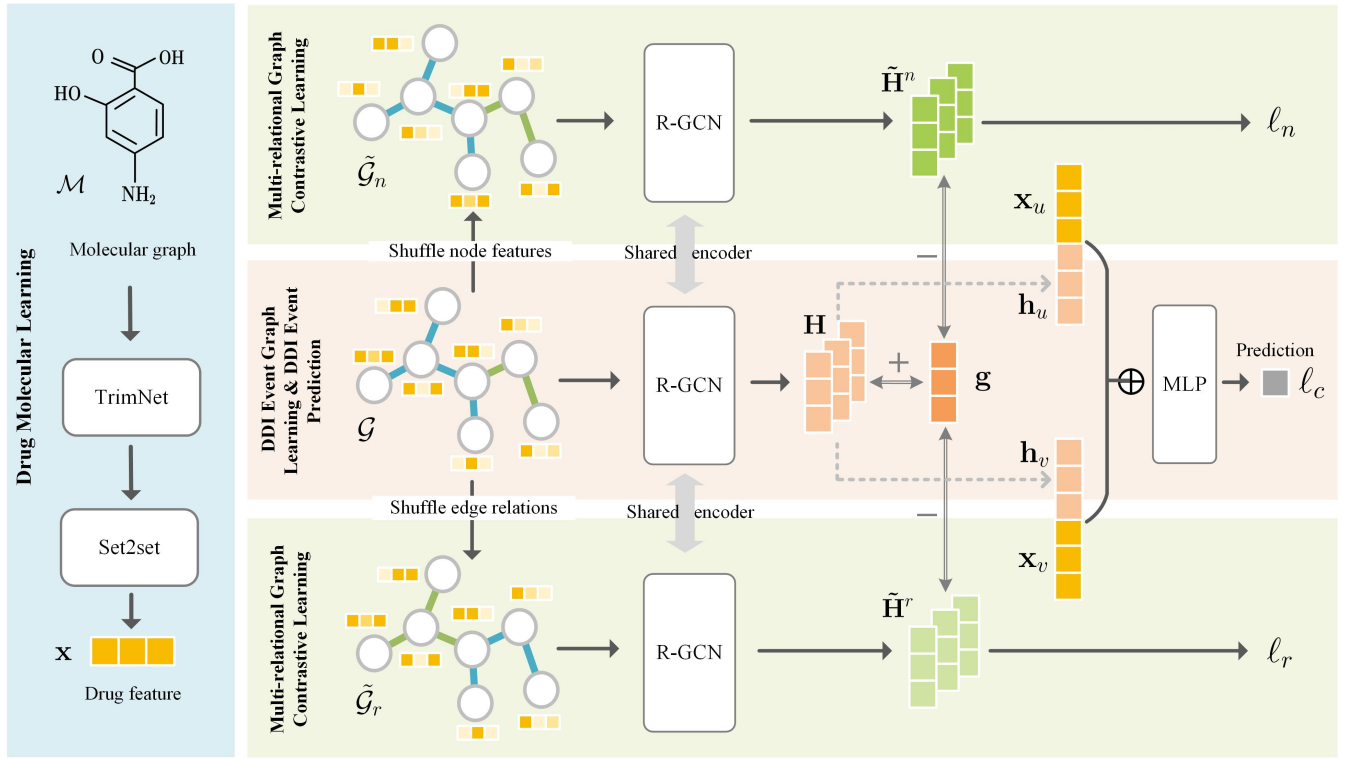 Drug Molecular Learning
O
OH
HO
NH₂
ℳ
Molecular graph
TrimNet
Set2set
x
Drug feature
Multi-relational Graph
Contrastive Learning
𝒢̃ₙ
R-GCN
H̃ⁿ
ℓₙ
Shuffle node features
Shared encoder
DDI Event Graph
Learning & DDI Event
Prediction
𝒢
R-GCN
H
+
−
−
g
xᵤ
hᵤ
hᵥ
xᵥ
⊕
MLP
Prediction
ℓ_c
Shuffle edge relations
Shared encoder
Multi-relational Graph
Contrastive Learning
𝒢̃ᵣ
R-GCN
H̃ʳ
ℓᵣ